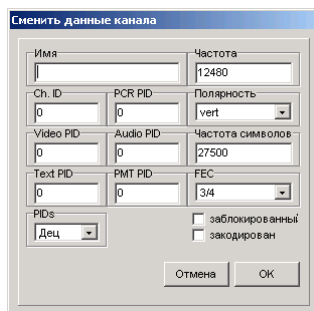 Сменить данные канала
Имя
Частота
12480
Ch. ID
PCR PID
Полярность
0
0
vert
Video PID
Audio PID
Частота символов
0
0
27500
Text PID
PMT PID
FEC
0
0
3/4
PIDs
Дец
заблокированный
закодирован
Отмена
OK